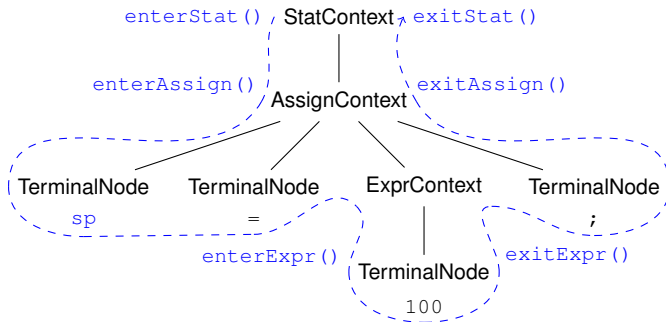 enterStat() StatContext exitStat()
enterAssign() exitAssign()
AssignContext
TerminalNode TerminalNode ExprContext TerminalNode
sp = ;
enterExpr() exitExpr()
TerminalNode
100